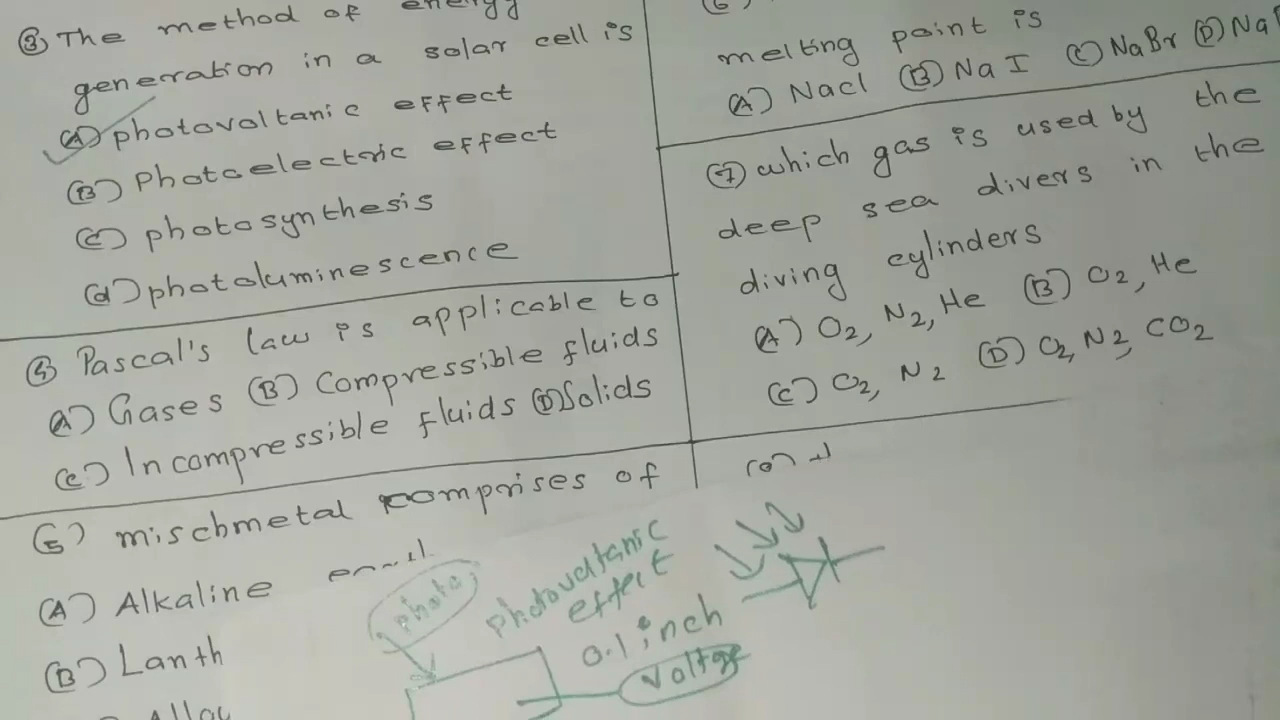 ③ The method of energy
generation in a solar cell is
(A) photovoltanic effect
(B) Photoelectric effect
(C) photosynthesis
(d) photoluminescence
④ Pascal's law is applicable to
(A) Gases (B) Compressible fluids
(C) Incompressible fluids (D) Solids
(5) mischmetal comprises of
(A) Alkaline
(B) Lanth
melting point is
(A) Nacl (B) NaI (C) NaBr (D) Na
⑦ which gas is used by the
deep sea divers in the
diving cylinders
(A) O2, N2, He (B) O2, He
(C) O2, N2 (D) O2, N2, CO2
photo
photovoltanic
effect
0.1 inch
voltage